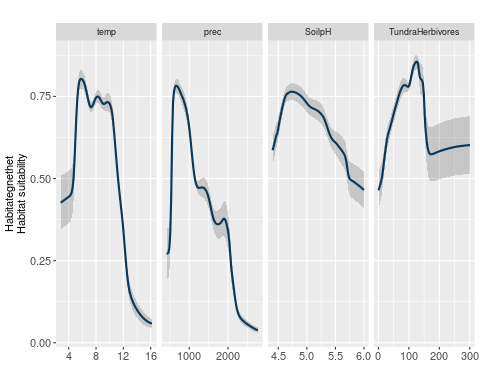 temp prec SoilpH TundraHerbivores
Habitategnethet
Habitat suitability
0.75
0.50
0.25
0.00
4 8 12 16 1000 2000 4.5 5.0 5.5 6.0 0 100 200 300